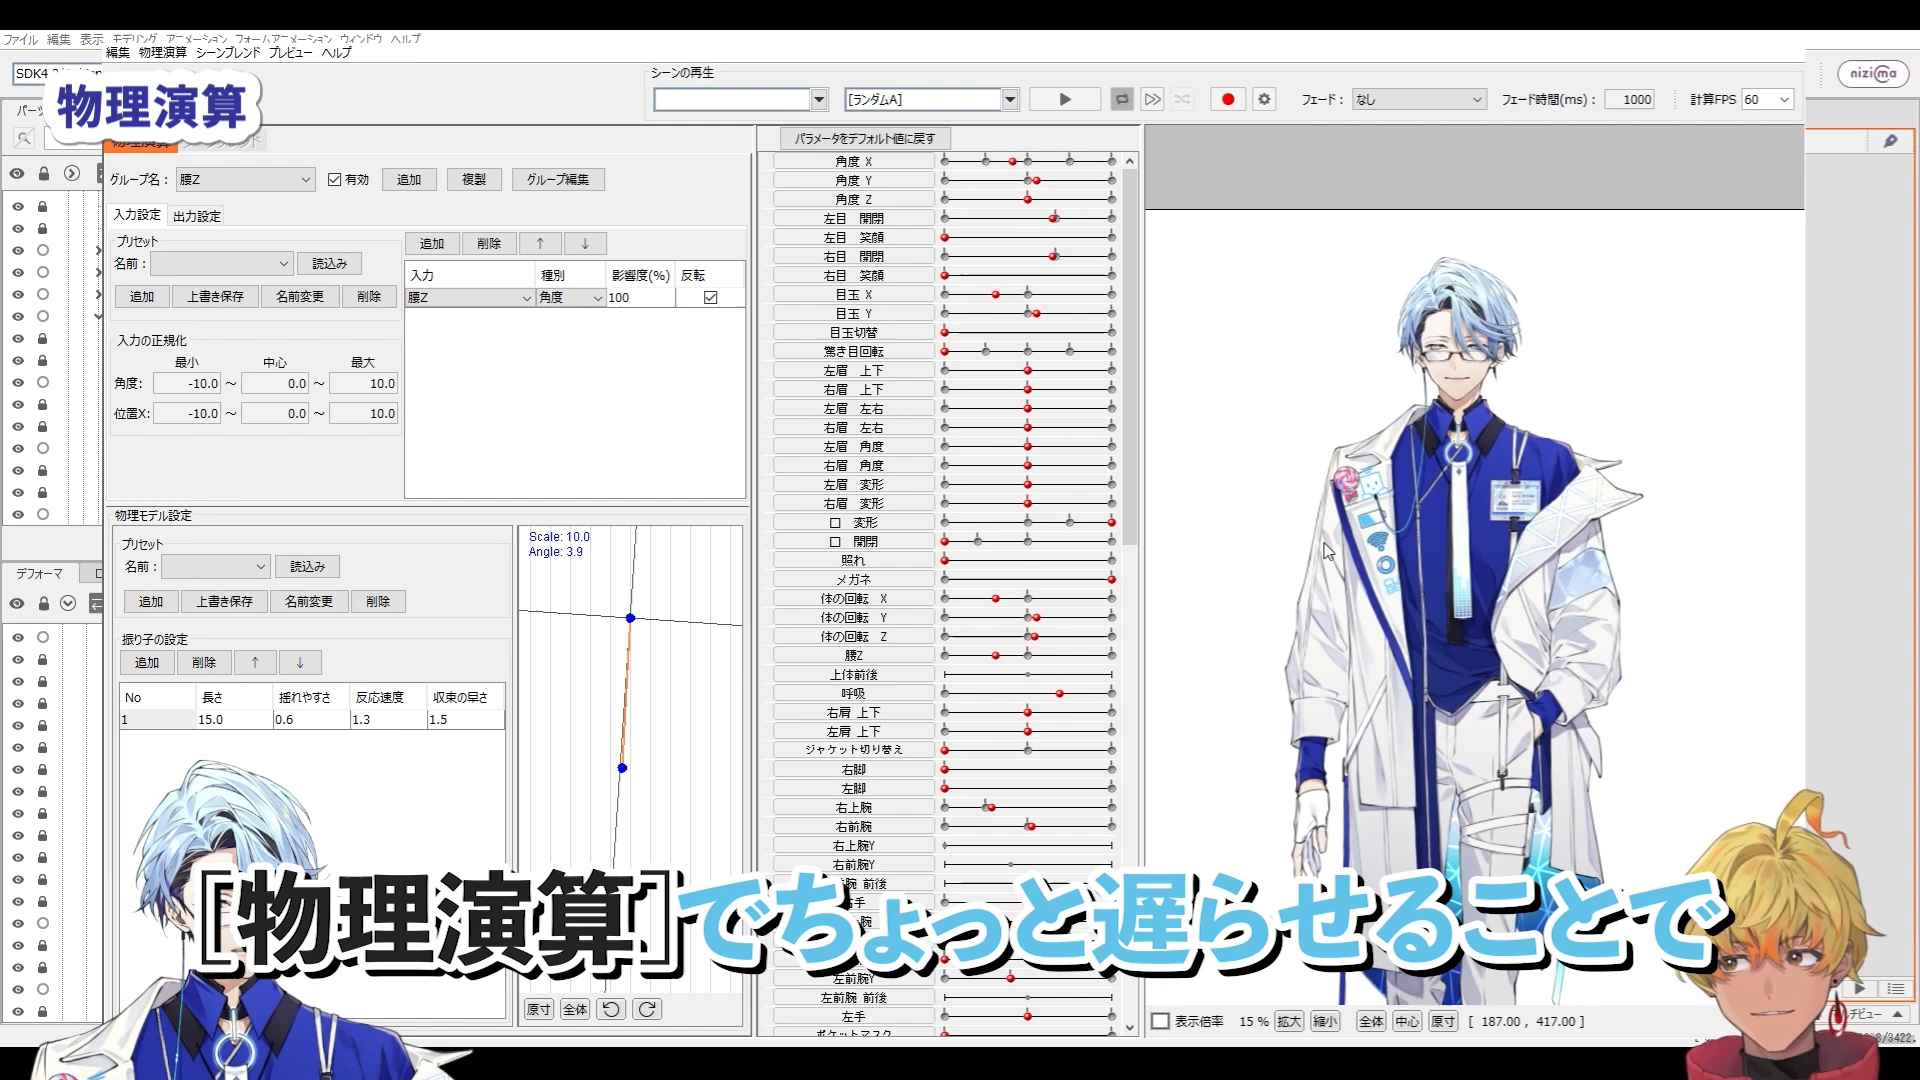 ファイル 編集 表示 モデリング アニメーション フォームアニメーション ウィンドウ ヘルプ
編集 物理演算 シーンブレンド プレビュー ヘルプ
SDK4
物理演算
シーンの再生
[ランダムA]
フェード： なし
フェード時間(ms)： 1000
計算FPS 60
nizima
グループ名： 腰Z
有効
追加 複製 グループ編集
入力設定 出力設定
プリセット
名前： 読込み
追加 上書き保存 名前変更 削除
追加 削除 ↑ ↓
入力 種別 影響度(%) 反転
腰Z 角度 100
入力の正規化
最小 中心 最大
角度: -10.0 ～ 0.0 ～ 10.0
位置X: -10.0 ～ 0.0 ～ 10.0
物理モデル設定
プリセット
名前： 読込み
追加 上書き保存 名前変更 削除
振り子の設定
追加 削除 ↑ ↓
No 長さ 揺れやすさ 反応速度 収束の早さ
1 15.0 0.6 1.3 1.5
Scale: 10.0
Angle: 3.9
原寸 全体
デフォーマ
パラメータをデフォルト値に戻す
角度 X
角度 Y
角度 Z
左目 開閉
左目 笑顔
右目 開閉
右目 笑顔
目玉 X
目玉 Y
目玉切替
驚き目回転
左眉 上下
右眉 上下
左眉 左右
右眉 左右
左眉 角度
右眉 角度
左眉 変形
右眉 変形
口 変形
口 開閉
照れ
メガネ
体の回転 X
体の回転 Y
体の回転 Z
腰Z
上体前後
呼吸
右肩 上下
左肩 上下
ジャケット切り替え
右脚
左脚
右上腕
右前腕
右上腕Y
右前腕Y
腕 前後
左前腕Y
左前腕 前後
左手
[物理演算]でちょっと遅らせることで
表示倍率 15 % 拡大 縮小 全体 中心 原寸 [ 187.00 , 417.00 ]